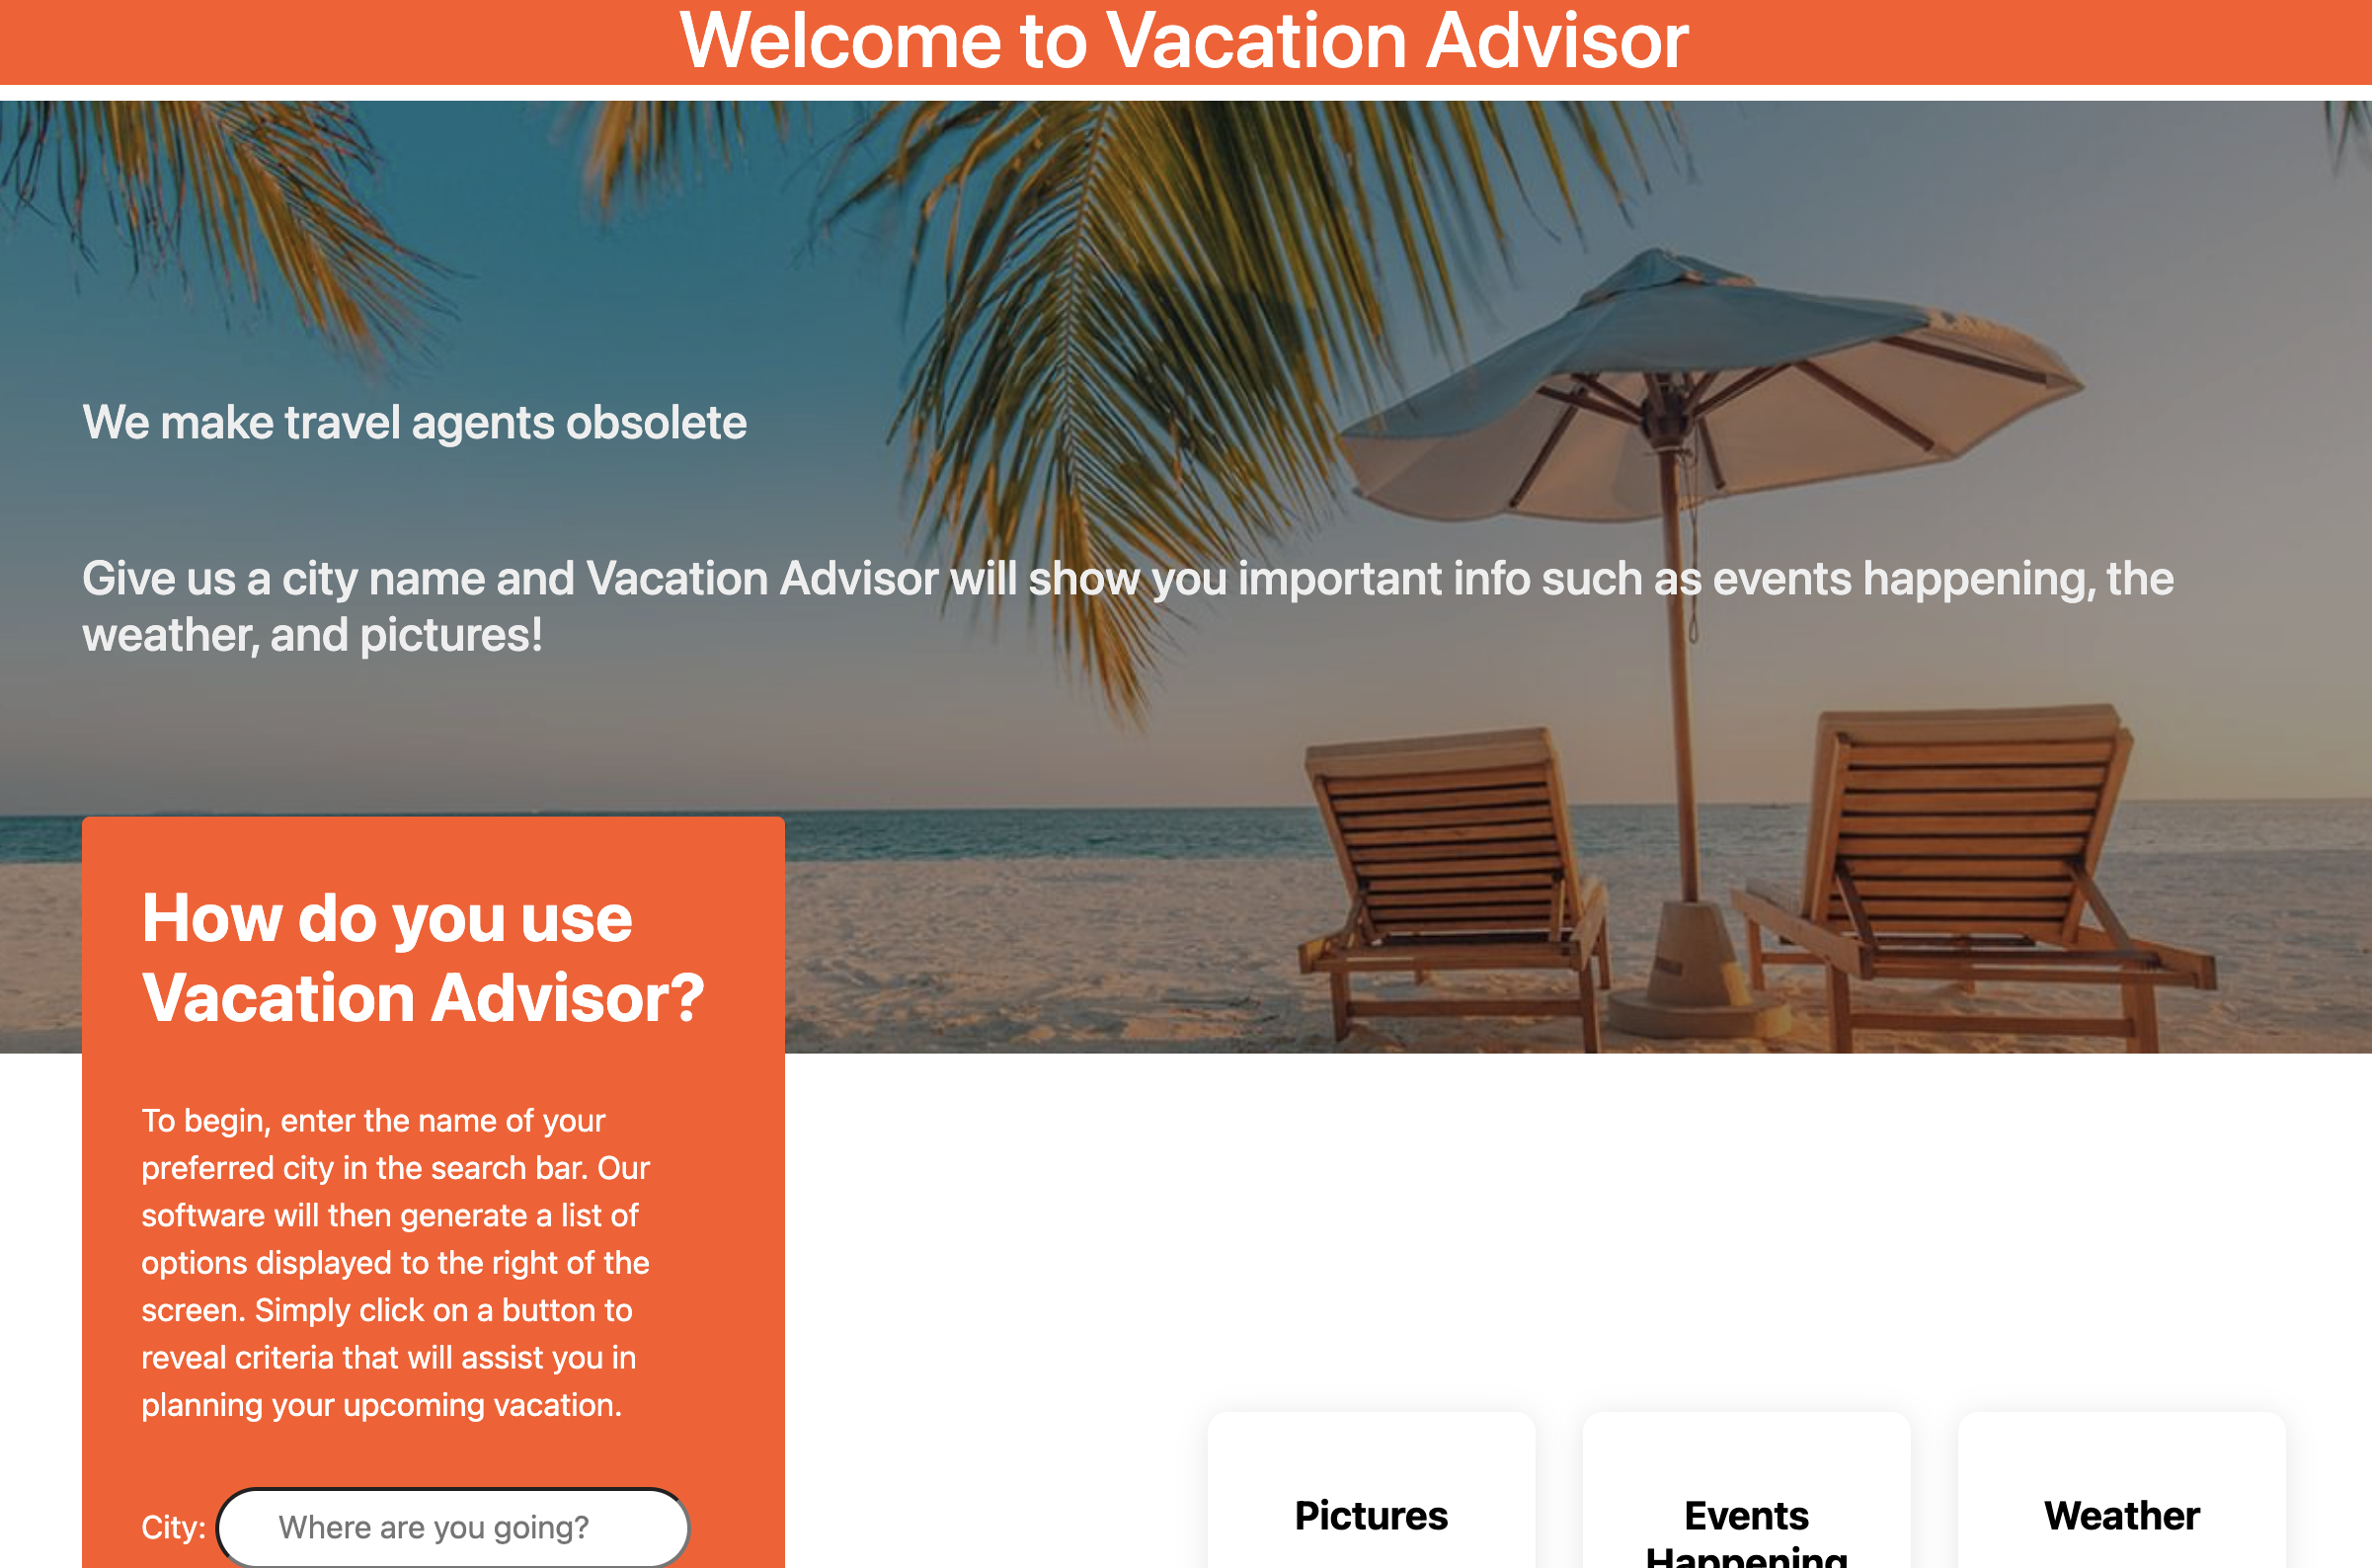 Welcome to Vacation Advisor
We make travel agents obsolete
Give us a city name and Vacation Advisor will show you important info such as events happening, the
weather, and pictures!
How do you use
Vacation Advisor?
To begin, enter the name of your
preferred city in the search bar. Our
software will then generate a list of
options displayed to the right of the
screen. Simply click on a button to
reveal criteria that will assist you in
planning your upcoming vacation.
City: Where are you going?
Pictures
Events
Happening
Weather